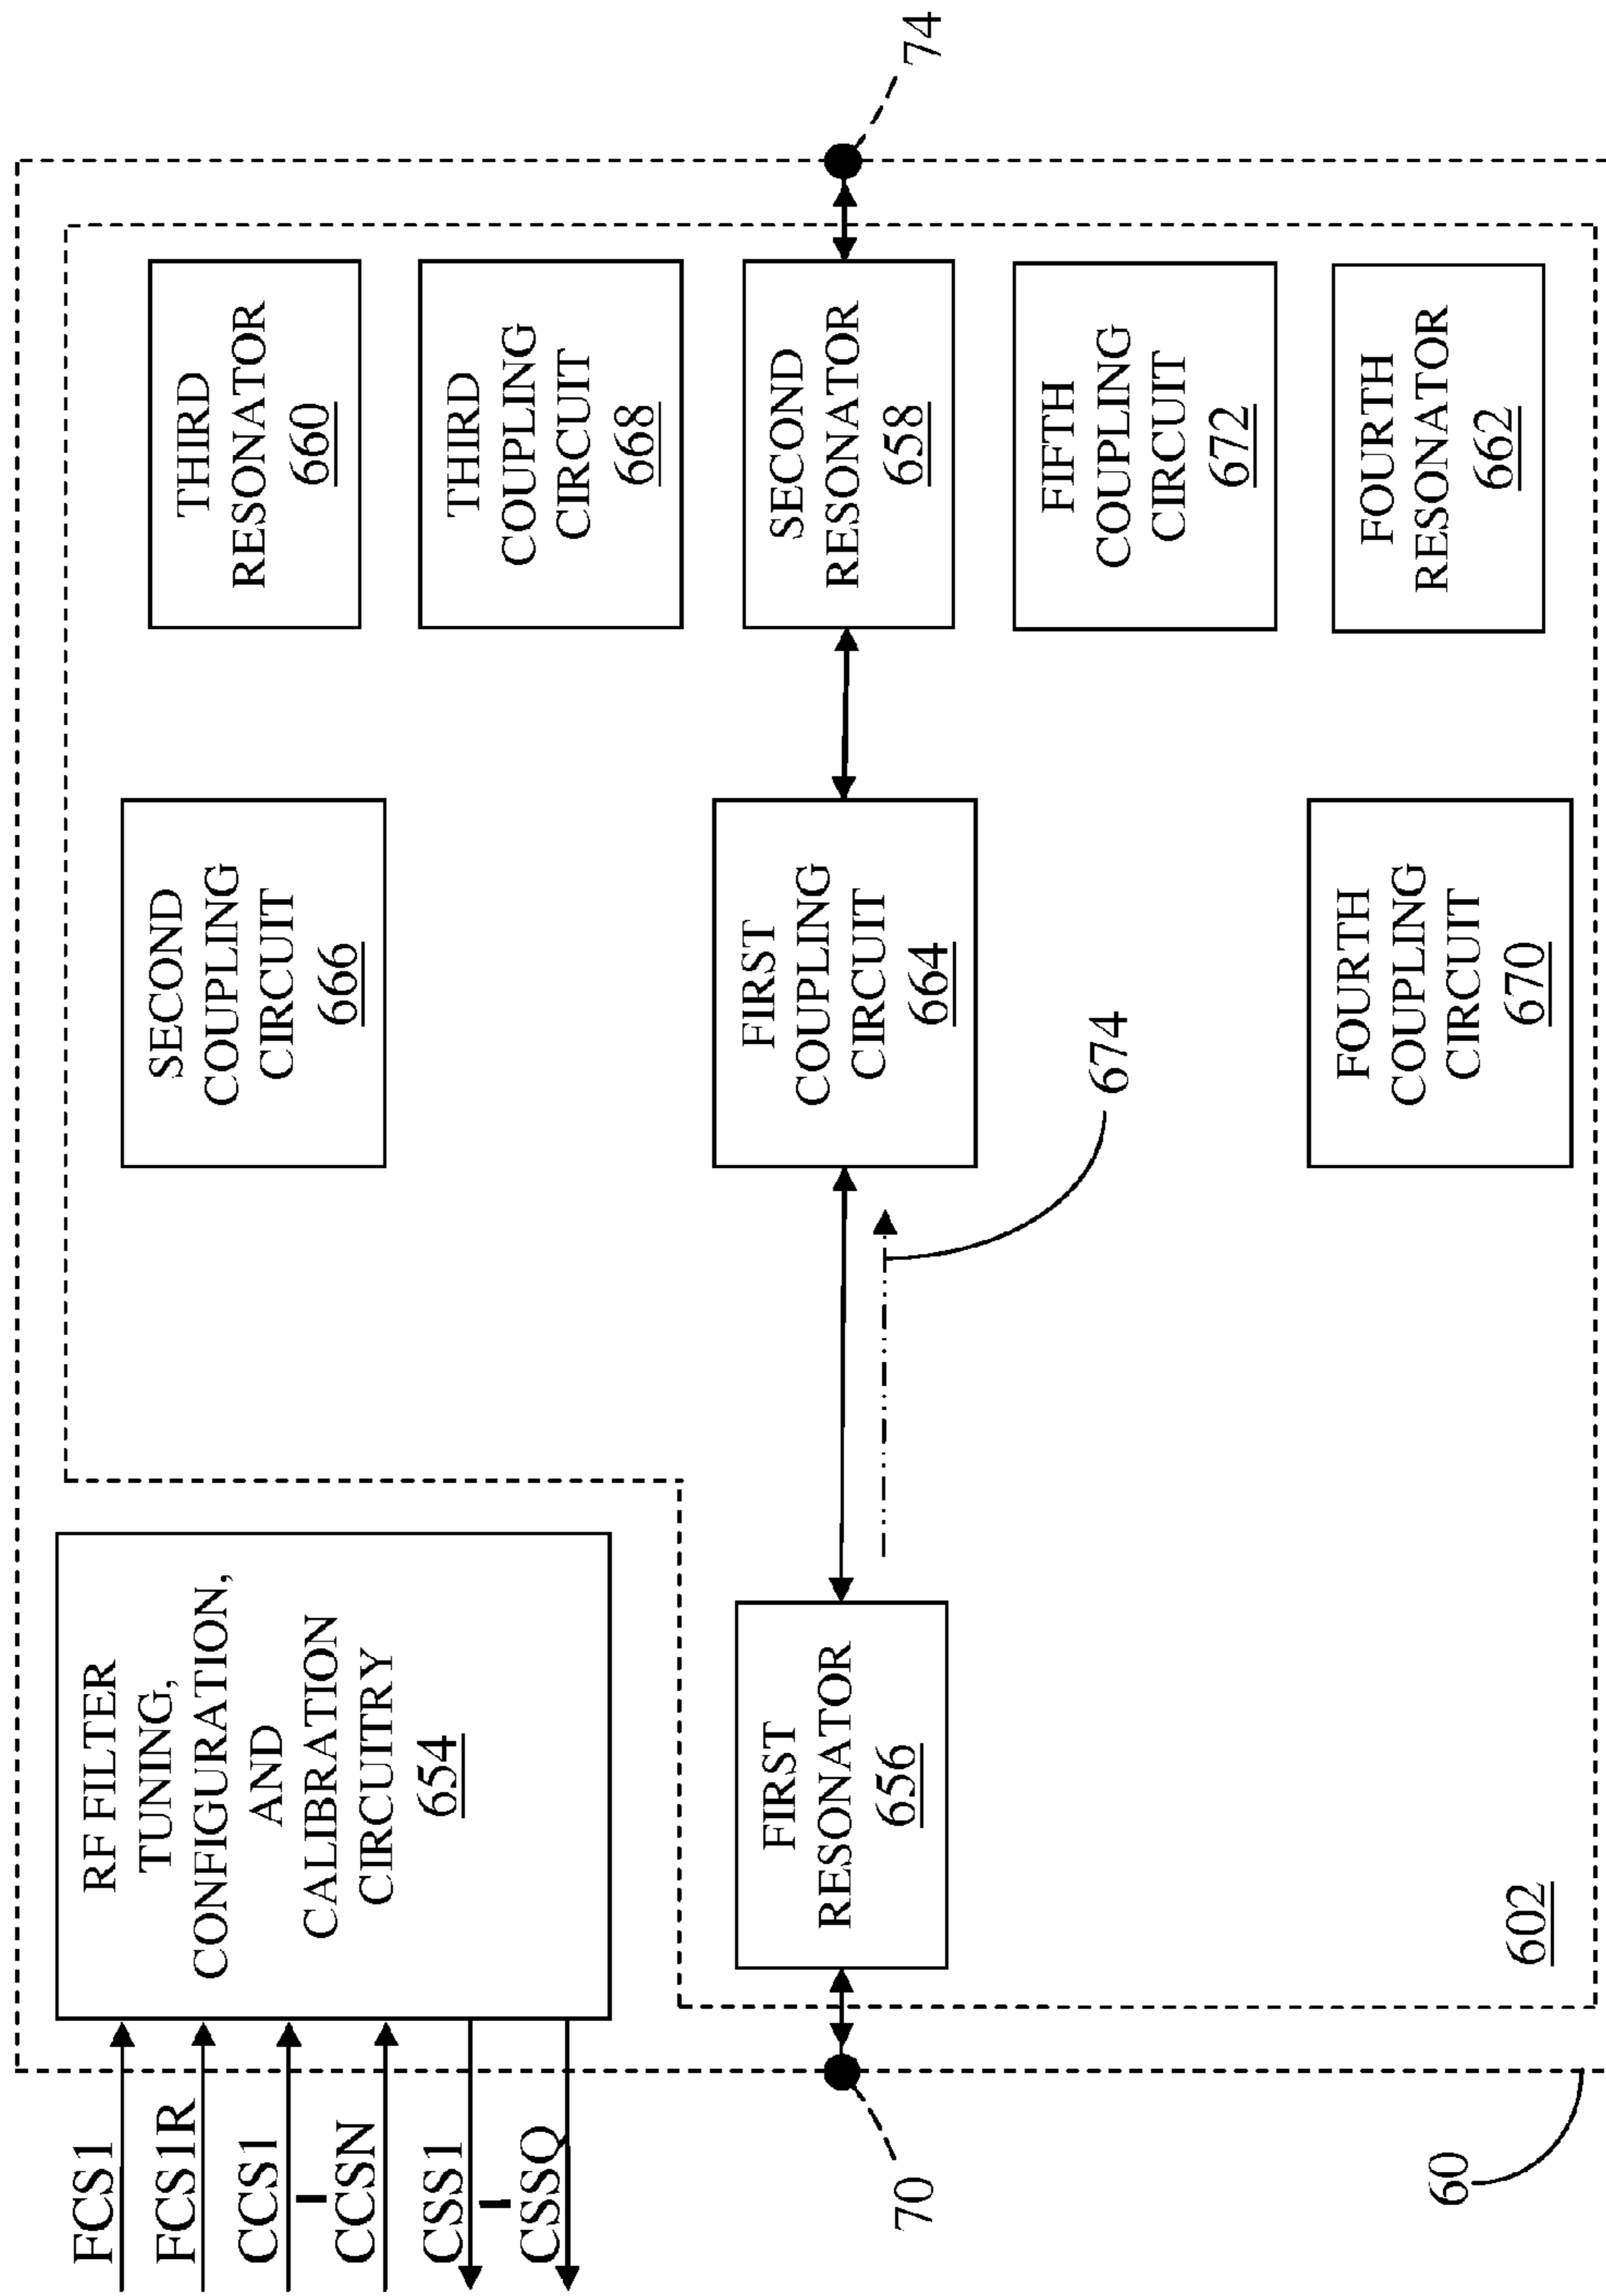 FCS1
FCS1R
CCS1
CCSN
CSS1
CSSQ
RF FILTER
TUNING,
CONFIGURATION,
AND
CALIBRATION
CIRCUITRY
654
SECOND
COUPLING
CIRCUIT
666
THIRD
RESONATOR
660
THIRD
COUPLING
CIRCUIT
668
70
FIRST
RESONATOR
656
674
FIRST
COUPLING
CIRCUIT
664
SECOND
RESONATOR
658
74
FIFTH
COUPLING
CIRCUIT
672
FOURTH
COUPLING
CIRCUIT
670
FOURTH
RESONATOR
662
602
60